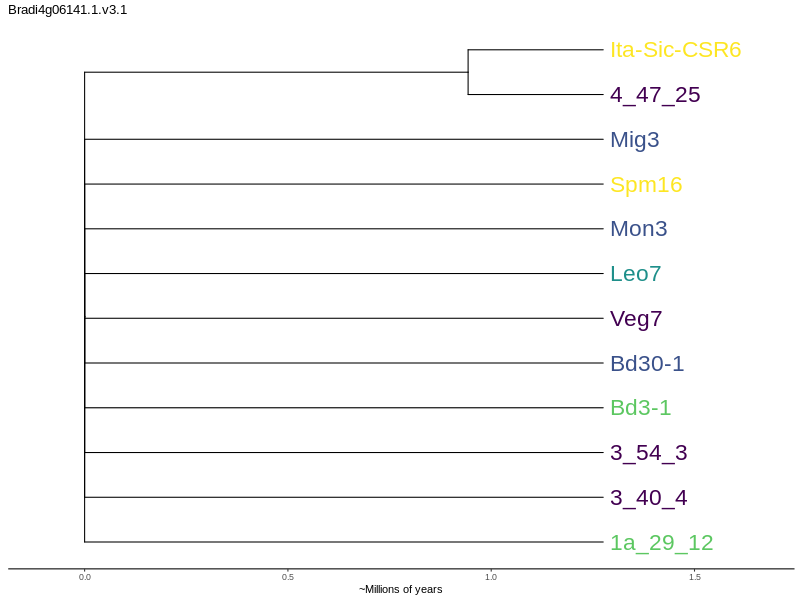 Bradi4g06141.1.v3.1
Ita-Sic-CSR6
4_47_25
Mig3
Spm16
Mon3
Leo7
Veg7
Bd30-1
Bd3-1
3_54_3
3_40_4
1a_29_12
0.0 0.5 1.0 1.5
~Millions of years